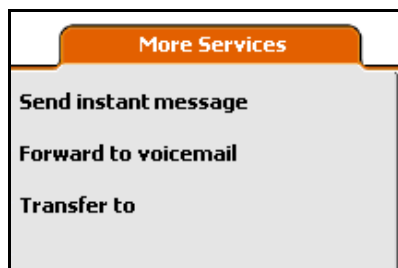 More Services
Send instant message
Forward to voicemail
Transfer to